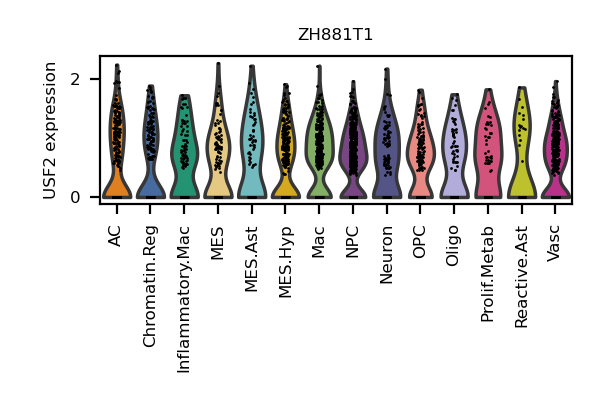 ZH881T1
USF2 expression
2
0
AC
Chromatin.Reg
Inflammatory.Mac
MES
MES.Ast
MES.Hyp
Mac
NPC
Neuron
OPC
Oligo
Prolif.Metab
Reactive.Ast
Vasc